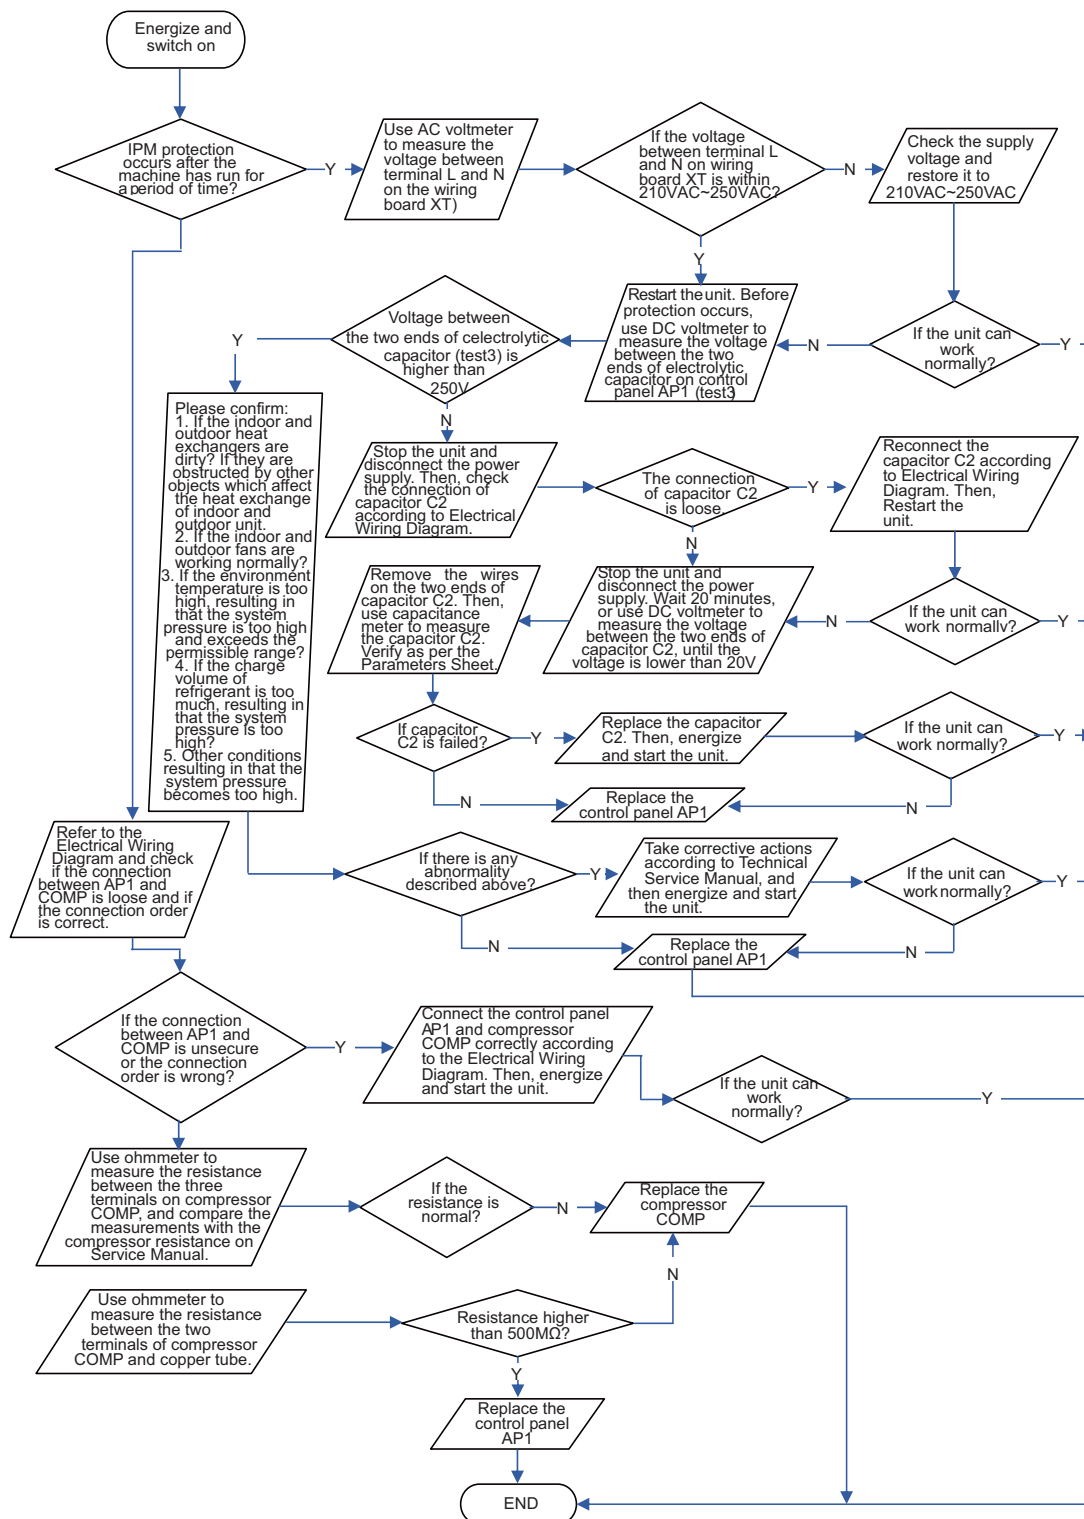 Energize and
switch on
IPM protection
occurs after the
machine has run for
a period of time?
Y
Use AC voltmeter
to measure the
voltage between
terminal L and N
on the wiring
board XT)
If the voltage
between terminal L
and N on wiring
board XT is within
210VAC~250VAC?
N
Check the supply
voltage and
restore it to
210VAC~250VAC
Y
Restart the unit. Before
protection occurs,
use DC voltmeter to
measure the voltage
between the two
ends of electrolytic
capacitor on control
panel AP1 (test3)
N
If the unit can
work
normally?
Y
Voltage between
the two ends of celectrolytic
capacitor (test3) is
higher than
250V
Y
N
Please confirm:
1. If the indoor and
outdoor heat
exchangers are
dirty? If they are
obstructed by other
objects which affect
the heat exchange
of indoor and
outdoor unit.
2. If the indoor and
outdoor fans are
working normally?
3. If the environment
temperature is too
high, resulting in
that the system
pressure is too high
and exceeds the
permissible range?
4. If the charge
volume of
refrigerant is too
much, resulting in
that the system
pressure is too
high?
5. Other conditions
resulting in that the
system pressure
becomes too high.
Stop the unit and
disconnect the power
supply. Then, check
the connection of
capacitor C2
according to Electrical
Wiring Diagram.
The connection
of capacitor C2
is loose.
Y
Reconnect the
capacitor C2 according
to Electrical Wiring
Diagram. Then,
Restart the
unit.
N
Remove the wires
on the two ends of
capacitor C2. Then,
use capacitance
meter to measure
the capacitor C2.
Verify as per the
Parameters Sheet.
Stop the unit and
disconnect the power
supply. Wait 20 minutes,
or use DC voltmeter to
measure the voltage
between the two ends of
capacitor C2, until the
voltage is lower than 20V
N
If the unit can
work normally?
Y
If capacitor
C2 is failed?
Y
Replace the capacitor
C2. Then, energize
and start the unit.
If the unit can
work normally?
Y
N
Replace the
control panel AP1
N
Refer to the
Electrical Wiring
Diagram and check
if the connection
between AP1 and
COMP is loose and if
the connection order
is correct.
If there is any
abnormality
described above?
Y
Take corrective actions
according to Technical
Service Manual, and
then energize and start
the unit.
If the unit can
work normally?
Y
N
Replace the
control panel AP1
N
If the connection
between AP1 and
COMP is unsecure
or the connection
order is wrong?
Y
Connect the control panel
AP1 and compressor
COMP correctly according
to the Electrical Wiring
Diagram. Then, energize
and start the unit.
If the unit can
work
normally?
Y
Use ohmmeter to
measure the resistance
between the three
terminals on compressor
COMP, and compare the
measurements with the
compressor resistance on
Service Manual.
If the
resistance is
normal?
N
Replace the
compressor
COMP
N
Use ohmmeter to
measure the resistance
between the two
terminals of compressor
COMP and copper tube.
Resistance higher
than 500MΩ?
Y
Replace the
control panel
AP1
END